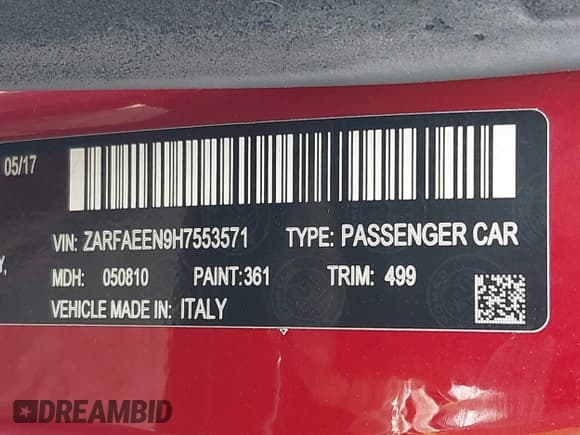 05/17
VIN: ZARFAEEN9H7553571 TYPE: PASSENGER CAR
Y,
MDH: 050810 PAINT:361 TRIM: 499
VEHICLE MADE IN: ITALY
DREAMBID